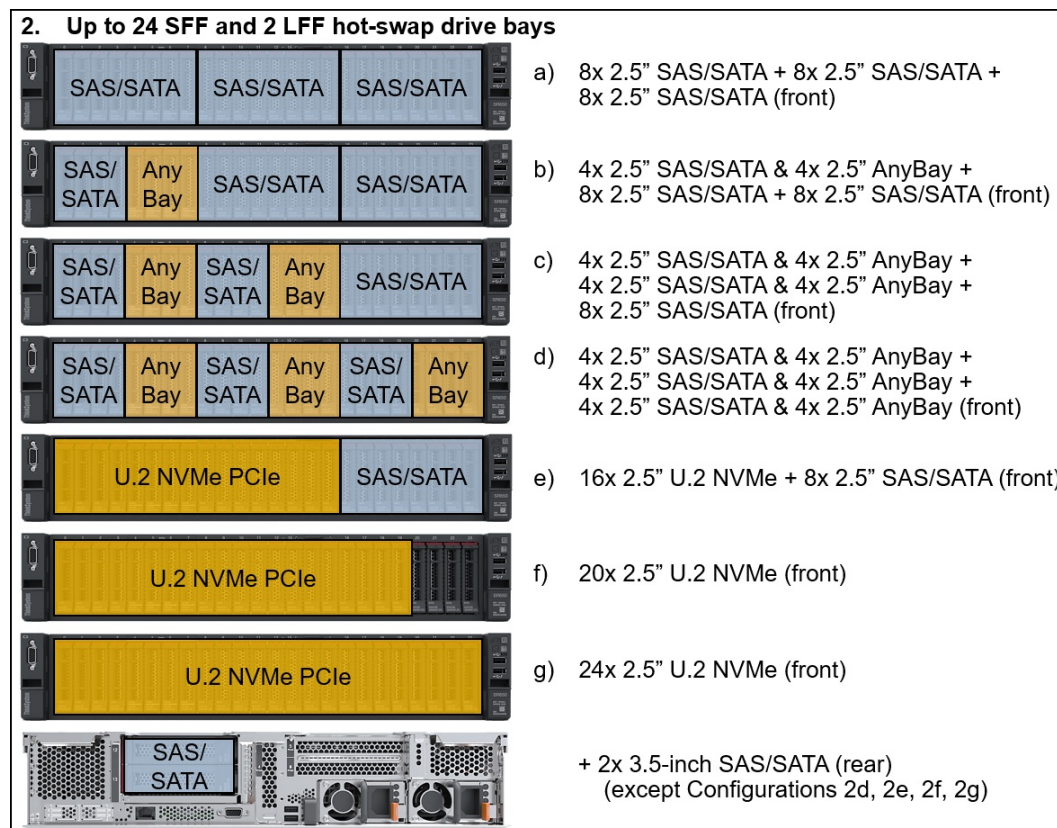 2. Up to 24 SFF and 2 LFF hot-swap drive bays
SAS/SATA SAS/SATA SAS/SATA
a) 8x 2.5” SAS/SATA + 8x 2.5” SAS/SATA +
8x 2.5” SAS/SATA (front)
SAS/
SATA
Any
Bay
SAS/SATA
SAS/SATA
b) 4x 2.5” SAS/SATA & 4x 2.5” AnyBay +
8x 2.5” SAS/SATA + 8x 2.5” SAS/SATA (front)
SAS/
SATA
Any
Bay
SAS/
SATA
Any
Bay
SAS/SATA
c) 4x 2.5” SAS/SATA & 4x 2.5” AnyBay +
4x 2.5” SAS/SATA & 4x 2.5” AnyBay +
8x 2.5” SAS/SATA (front)
SAS/
SATA
Any
Bay
SAS/
SATA
Any
Bay
SAS/
SATA
Any
Bay
d) 4x 2.5” SAS/SATA & 4x 2.5” AnyBay +
4x 2.5” SAS/SATA & 4x 2.5” AnyBay +
4x 2.5” SAS/SATA & 4x 2.5” AnyBay (front)
U.2 NVMe PCIe
SAS/SATA
e) 16x 2.5” U.2 NVMe + 8x 2.5” SAS/SATA (front)
U.2 NVMe PCIe
f) 20x 2.5” U.2 NVMe (front)
U.2 NVMe PCIe
g) 24x 2.5” U.2 NVMe (front)
SAS/
SATA
+ 2x 3.5-inch SAS/SATA (rear)
(except Configurations 2d, 2e, 2f, 2g)